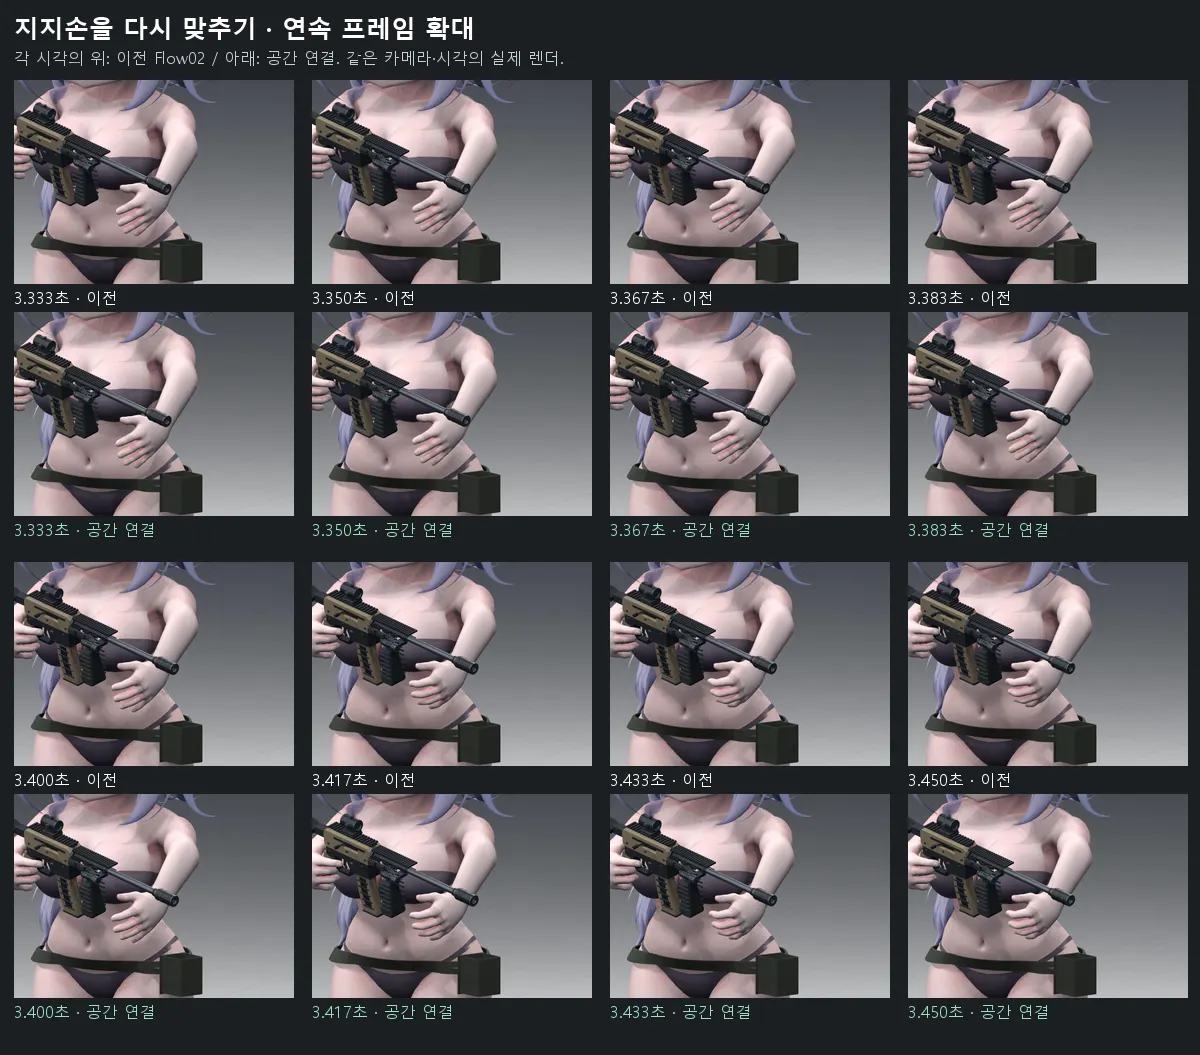 지지손을 다시 맞추기 · 연속 프레임 확대
각 시각의 위: 이전 Flow02 / 아래: 공간 연결. 같은 카메라·시각의 실제 렌더.
3.333초 · 이전
3.350초 · 이전
3.367초 · 이전
3.383초 · 이전
3.333초 · 공간 연결
3.350초 · 공간 연결
3.367초 · 공간 연결
3.383초 · 공간 연결
3.400초 · 이전
3.417초 · 이전
3.433초 · 이전
3.450초 · 이전
3.400초 · 공간 연결
3.417초 · 공간 연결
3.433초 · 공간 연결
3.450초 · 공간 연결